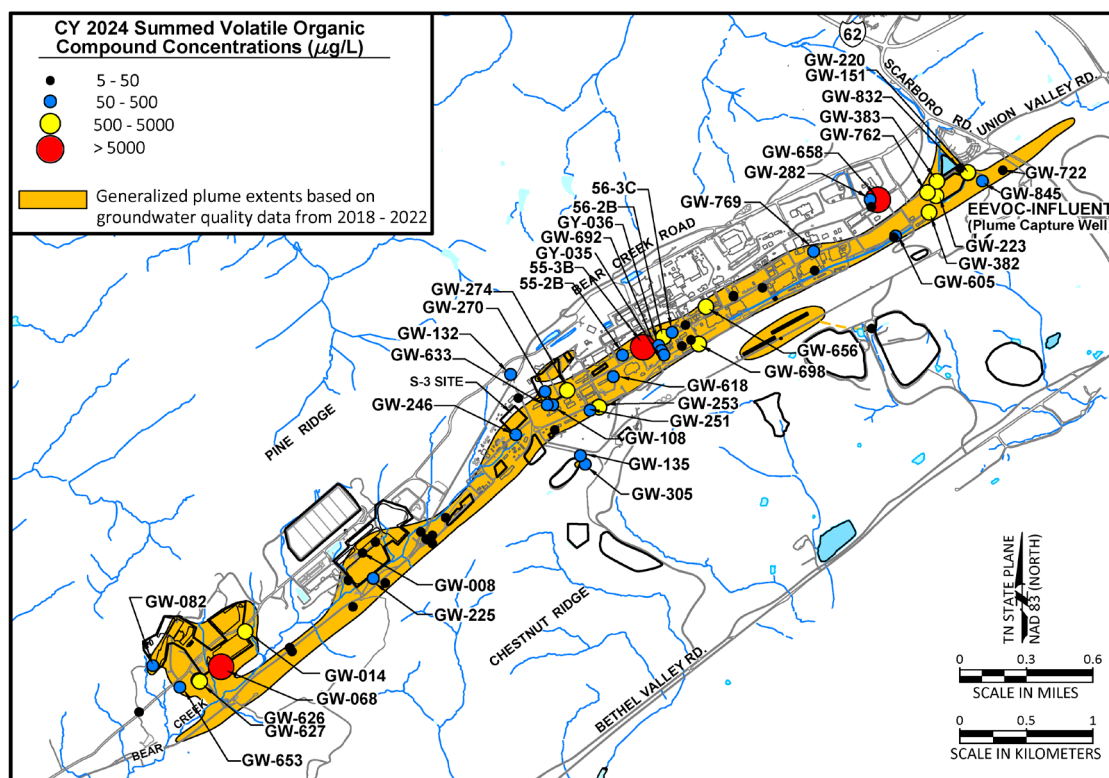 CY 2024 Summed Volatile Organic
Compound Concentrations (µg/L)
5 - 50
50 - 500
500 - 5000
> 5000
Generalized plume extents based on
groundwater quality data from 2018 - 2022
62
SCARBORO RD.
UNION VALLEY RD.
GW-220
GW-151
GW-832
GW-383
GW-762
GW-658
GW-282
GW-769
GW-722
GW-845
EEVOC-INFLUENT
(Plume Capture Well
GW-223
GW-382
GW-605
56-3C
56-2B
GY-036
GW-692
GY-035
55-3B
55-2B
BEAR CREEK ROAD
GW-274
GW-270
GW-132
GW-633
S-3 SITE
GW-246
GW-656
GW-698
GW-618
GW-253
GW-251
GW-108
GW-135
GW-305
PINE RIDGE
CHESTNUT RIDGE
BETHEL VALLEY RD.
GW-008
GW-225
GW-082
GW-014
GW-068
GW-626
GW-627
GW-653
BEAR CREEK
TN STATE PLANE
NAD 83 (NORTH)
0 0.3 0.6
SCALE IN MILES
0 0.5 1
SCALE IN KILOMETERS